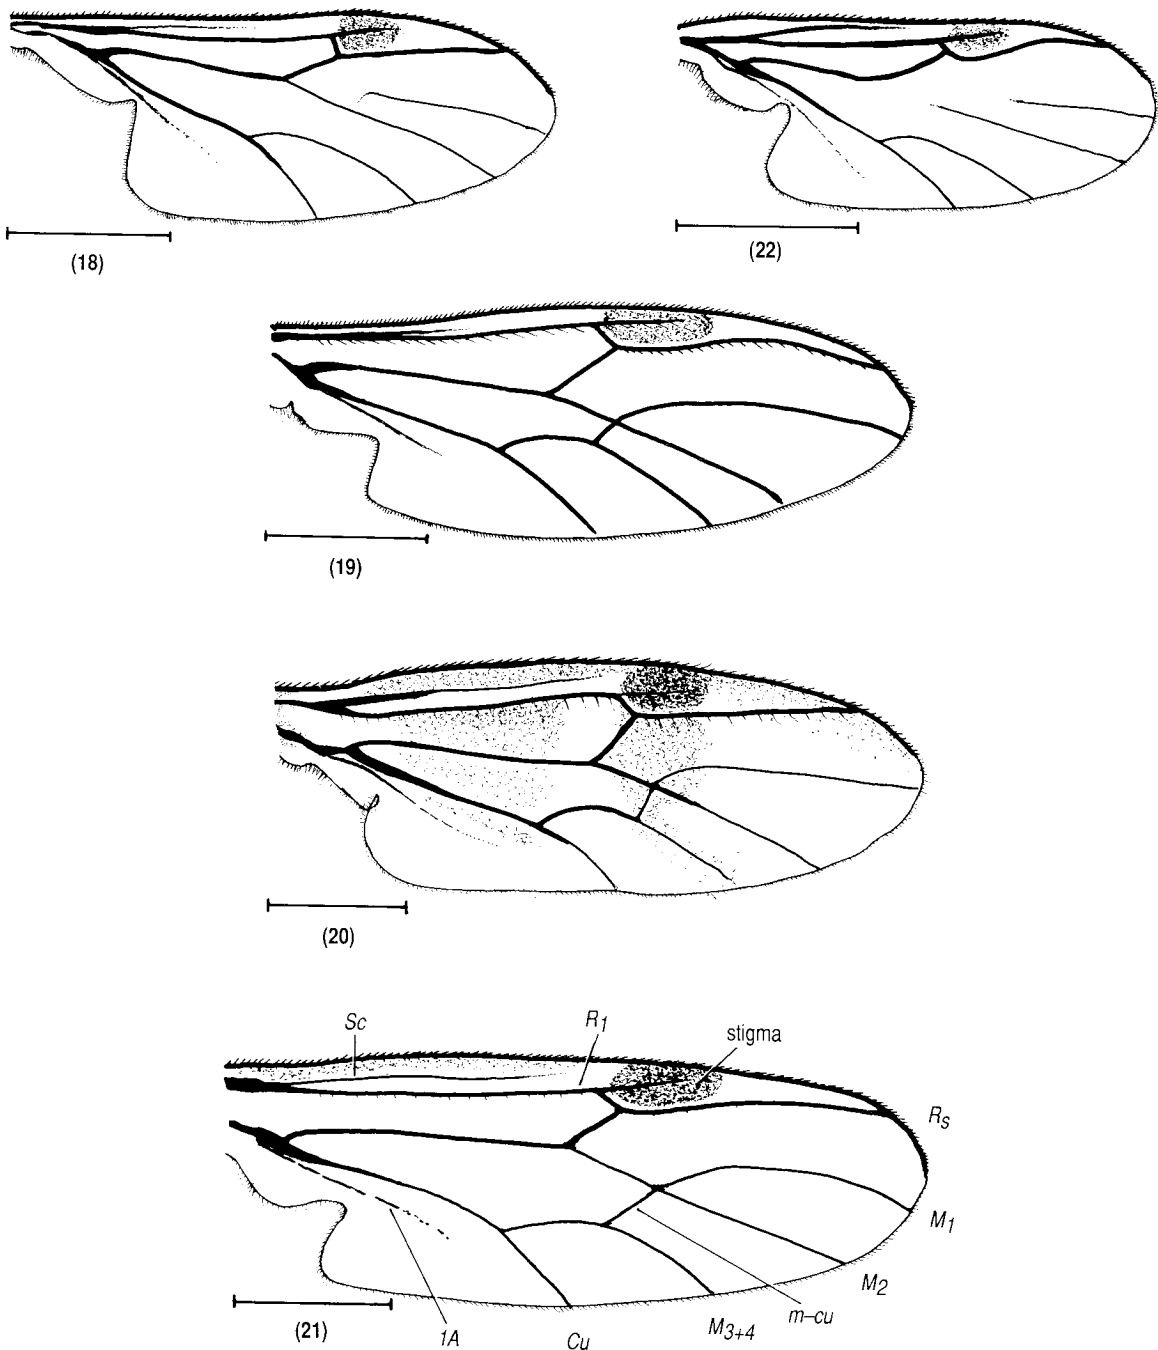 (18)
(22)
(19)
(20)
Sc
R1
stigma
Rs
M1
M2
m–cu
M3+4
Cu
1A
(21)